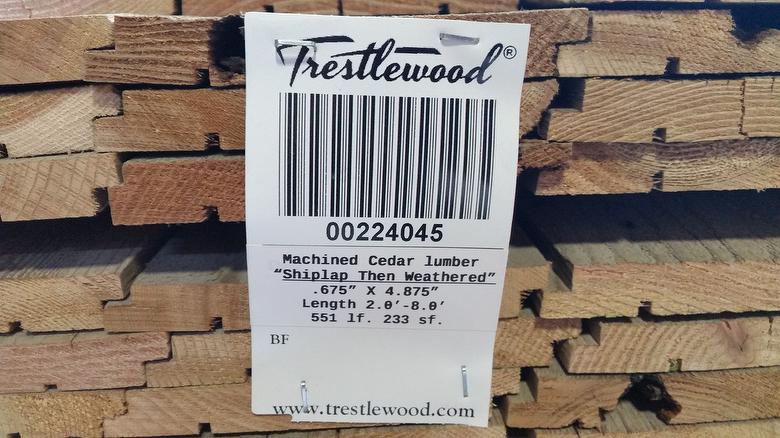 Trestlewood®
00224045
Machined Cedar lumber
“Shiplap Then Weathered”
.675” X 4.875”
Length 2.0’-8.0’
551 lf. 233 sf.
BF
www.trestlewood.com